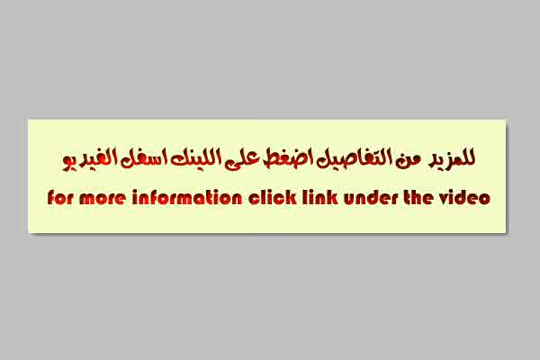 للمزيد من التفاصيل اضغط على اللينك اسفل الفيديو
for more information click link under the video